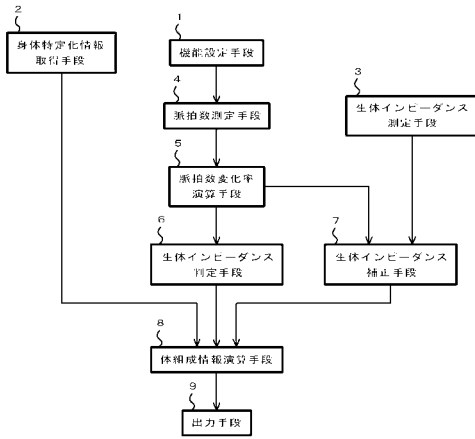 1
機能設定手段
2
身体特定化情報
取得手段
3
生体インピーダンス
測定手段
4
脈拍数測定手段
5
脈拍数変化率
演算手段
6
生体インピーダンス
判定手段
7
生体インピーダンス
補正手段
8
体組成情報演算手段
9
出力手段